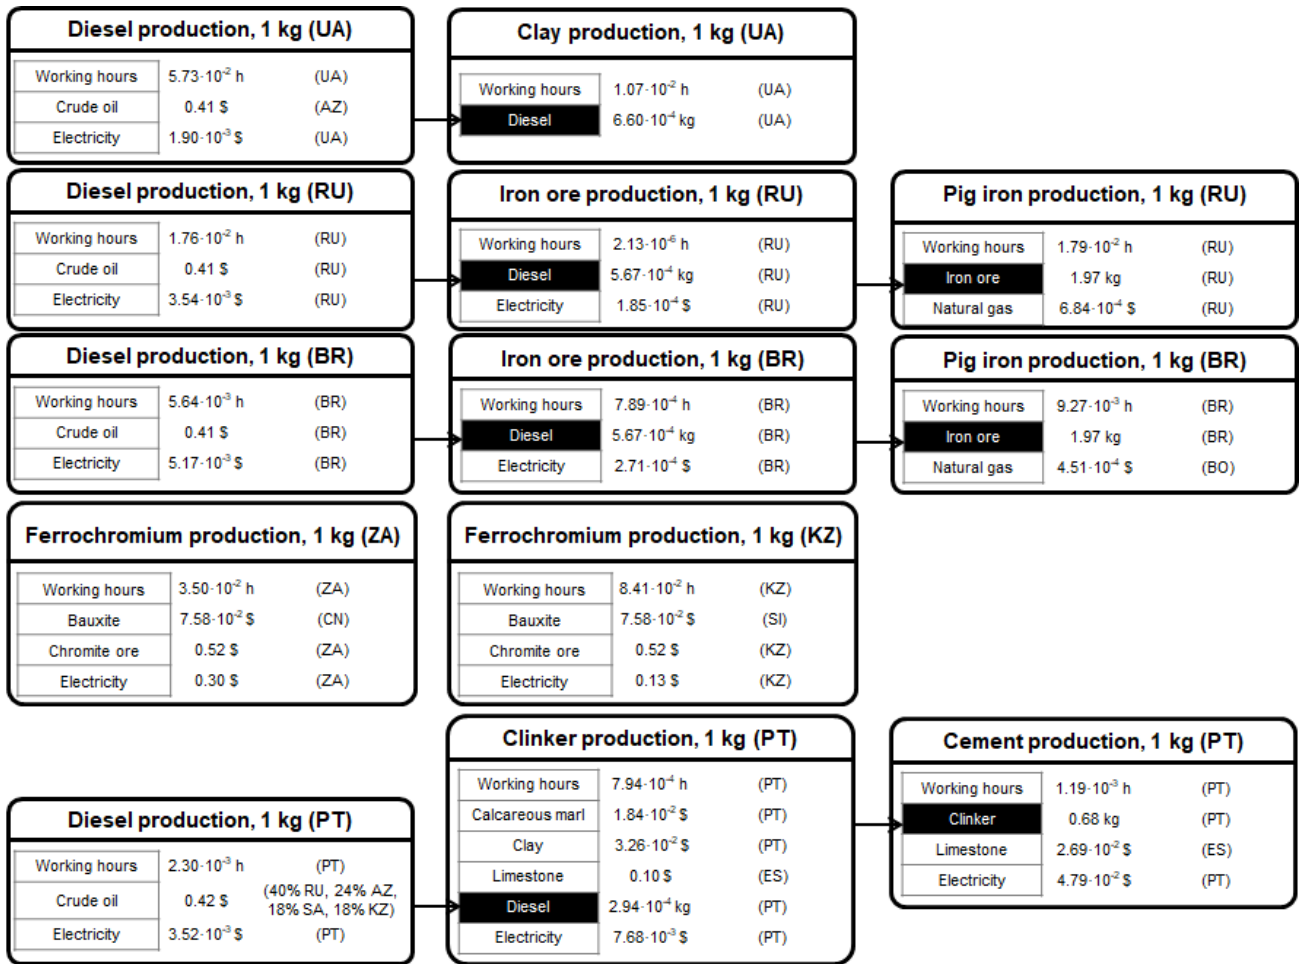 Diesel production, 1 kg (UA)
Working hours 5.73·10⁻² h (UA)
Crude oil 0.41 $ (AZ)
Electricity 1.90·10⁻³ $ (UA)
Clay production, 1 kg (UA)
Working hours 1.07·10⁻² h (UA)
Diesel 6.60·10⁻⁴ kg (UA)
Diesel production, 1 kg (RU)
Working hours 1.76·10⁻² h (RU)
Crude oil 0.41 $ (RU)
Electricity 3.54·10⁻³ $ (RU)
Iron ore production, 1 kg (RU)
Working hours 2.13·10⁻⁶ h (RU)
Diesel 5.67·10⁻⁴ kg (RU)
Electricity 1.85·10⁻⁴ $ (RU)
Pig iron production, 1 kg (RU)
Working hours 1.79·10⁻² h (RU)
Iron ore 1.97 kg (RU)
Natural gas 6.84·10⁻⁴ $ (RU)
Diesel production, 1 kg (BR)
Working hours 5.64·10⁻³ h (BR)
Crude oil 0.41 $ (BR)
Electricity 5.17·10⁻³ $ (BR)
Iron ore production, 1 kg (BR)
Working hours 7.89·10⁻⁴ h (BR)
Diesel 5.67·10⁻⁴ kg (BR)
Electricity 2.71·10⁻⁴ $ (BR)
Pig iron production, 1 kg (BR)
Working hours 9.27·10⁻³ h (BR)
Iron ore 1.97 kg (BR)
Natural gas 4.51·10⁻⁴ $ (BO)
Ferrochromium production, 1 kg (ZA)
Working hours 3.50·10⁻² h (ZA)
Bauxite 7.58·10⁻² $ (CN)
Chromite ore 0.52 $ (ZA)
Electricity 0.30 $ (ZA)
Ferrochromium production, 1 kg (KZ)
Working hours 8.41·10⁻² h (KZ)
Bauxite 7.58·10⁻² $ (SI)
Chromite ore 0.52 $ (KZ)
Electricity 0.13 $ (KZ)
Diesel production, 1 kg (PT)
Working hours 2.30·10⁻³ h (PT)
Crude oil 0.42 $ (40% RU, 24% AZ,
18% SA, 18% KZ)
Electricity 3.52·10⁻³ $ (PT)
Clinker production, 1 kg (PT)
Working hours 7.94·10⁻⁴ h (PT)
Calcareous marl 1.84·10⁻² $ (PT)
Clay 3.26·10⁻² $ (PT)
Limestone 0.10 $ (ES)
Diesel 2.94·10⁻⁴ kg (PT)
Electricity 7.68·10⁻³ $ (PT)
Cement production, 1 kg (PT)
Working hours 1.19·10⁻³ h (PT)
Clinker 0.68 kg (PT)
Limestone 2.69·10⁻² $ (ES)
Electricity 4.79·10⁻² $ (PT)